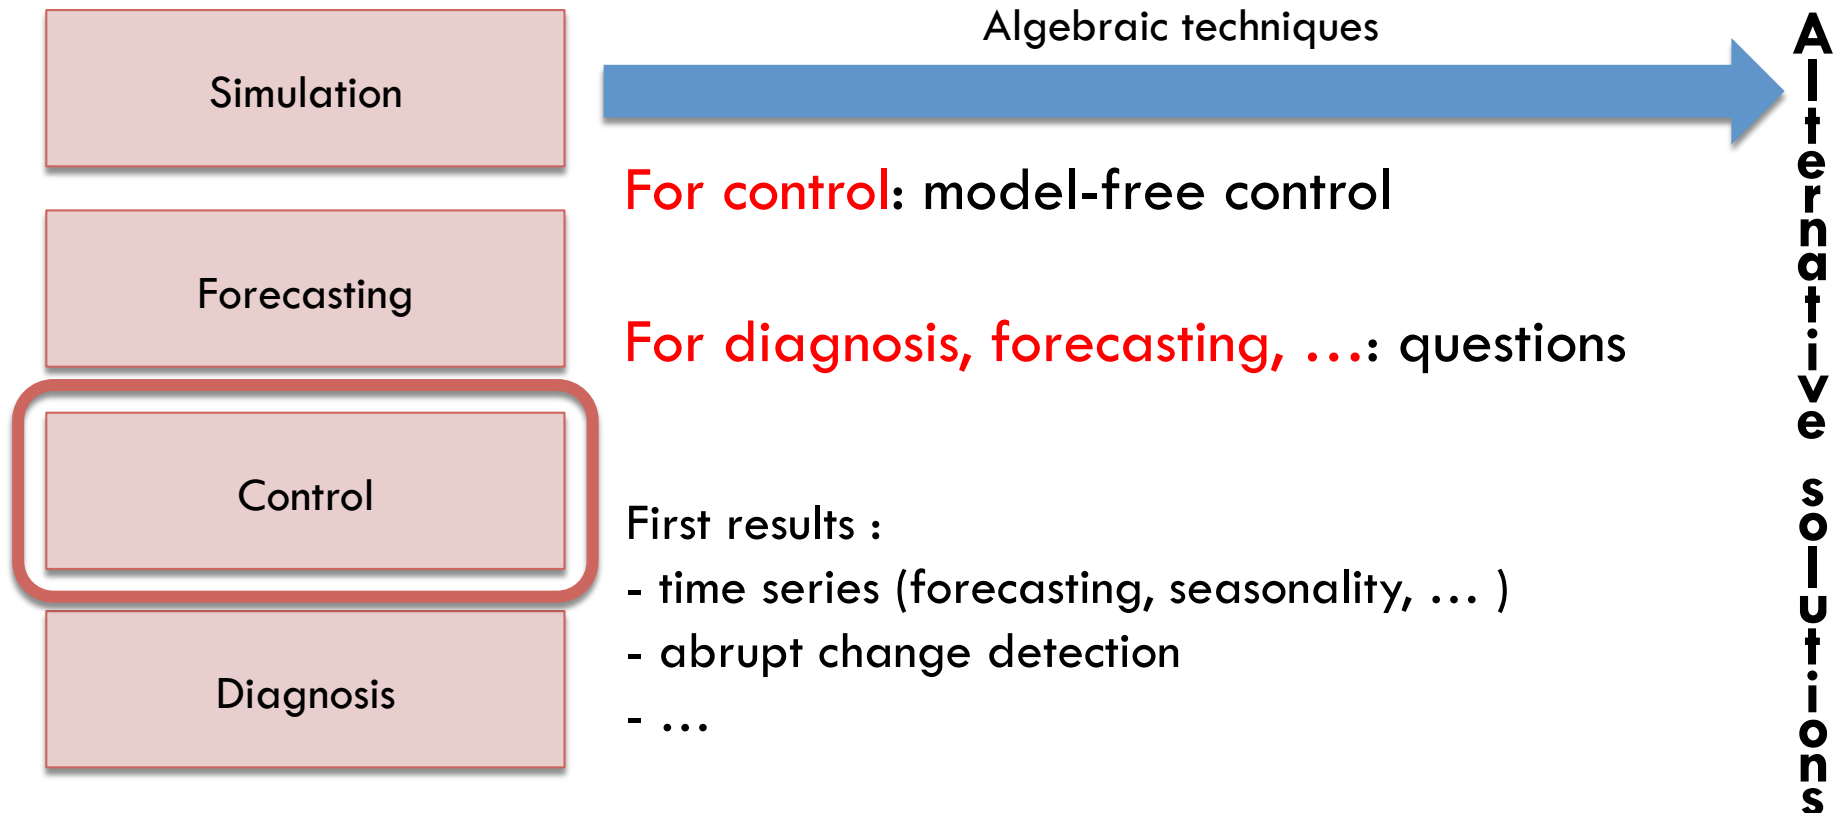 Simulation
Forecasting
Control
Diagnosis
Algebraic techniques
For control: model-free control
For diagnosis, forecasting, ...: questions
First results :
- time series (forecasting, seasonality, ... )
- abrupt change detection
- ...
Alternative solutions